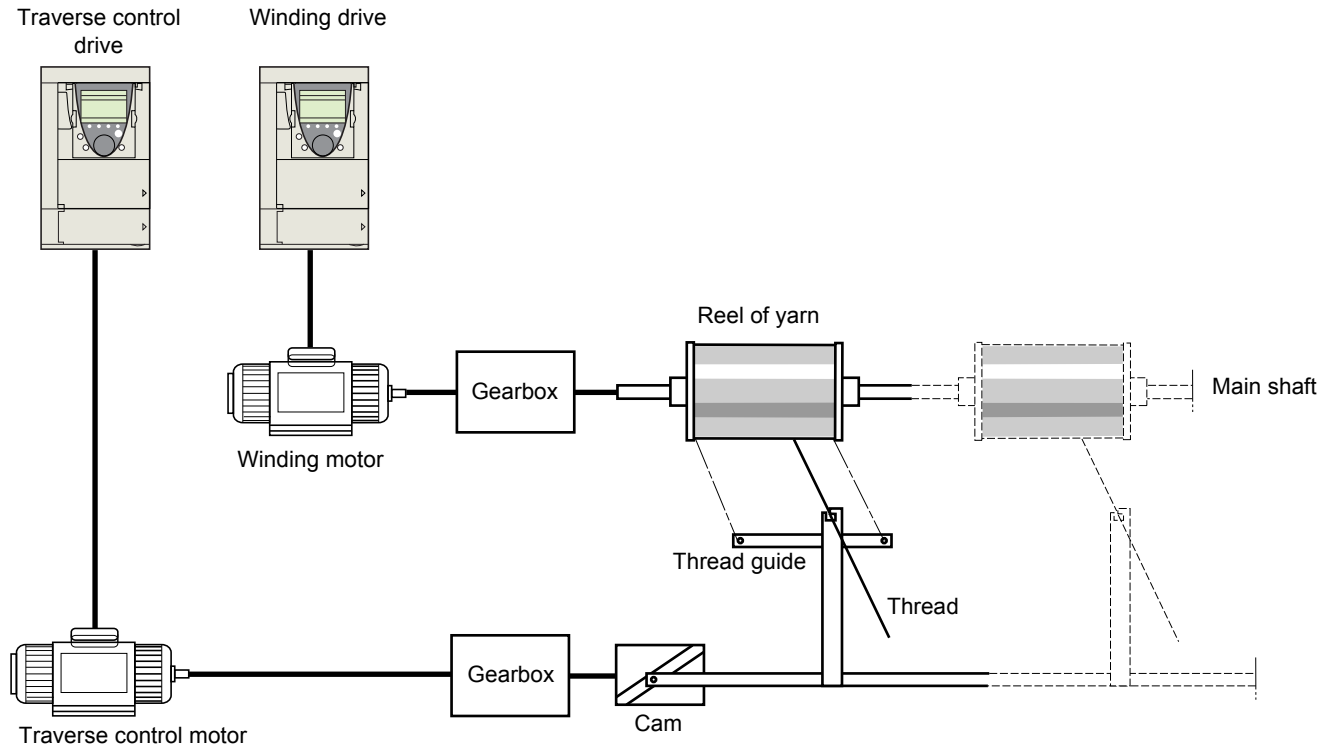 Traverse control
drive
Winding drive
Reel of yarn
Gearbox
Main shaft
Winding motor
Thread guide
Thread
Gearbox
Cam
Traverse control motor